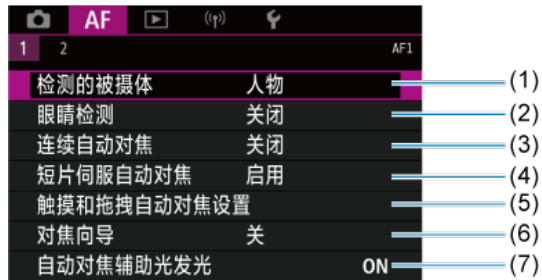 AF
1 2 AF1
检测的被摄体 人物 (1)
眼睛检测 关闭 (2)
连续自动对焦 关闭 (3)
短片伺服自动对焦 启用 (4)
触摸和拖拽自动对焦设置 (5)
对焦向导 关 (6)
自动对焦辅助光发光 ON (7)